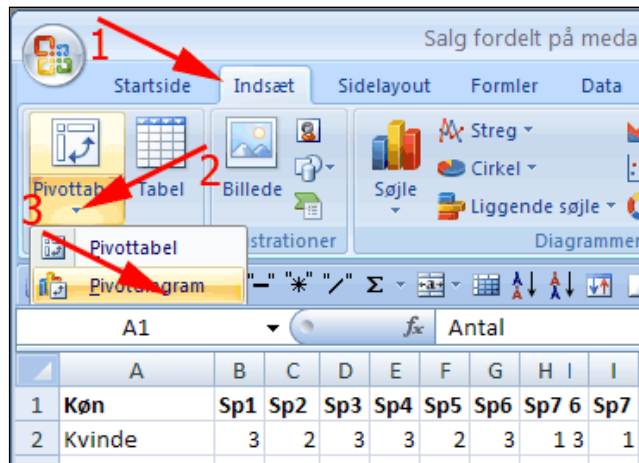 Salg fordelt på meda
1
Startside Indsæt Sidelayout Formler Data
2
Pivottab Tabel Billede Søjle Streg
Cirkel
Liggende søjle
3
Pivottabel strationer Diagrammer
Pivotdiagram "–" "*" "/" Σ a
A1 fx Antal
A B C D E F G H I I
1 Køn Sp1 Sp2 Sp3 Sp4 Sp5 Sp6 Sp7 6 Sp7
2 Kvinde 3 2 3 3 2 3 1 3 1